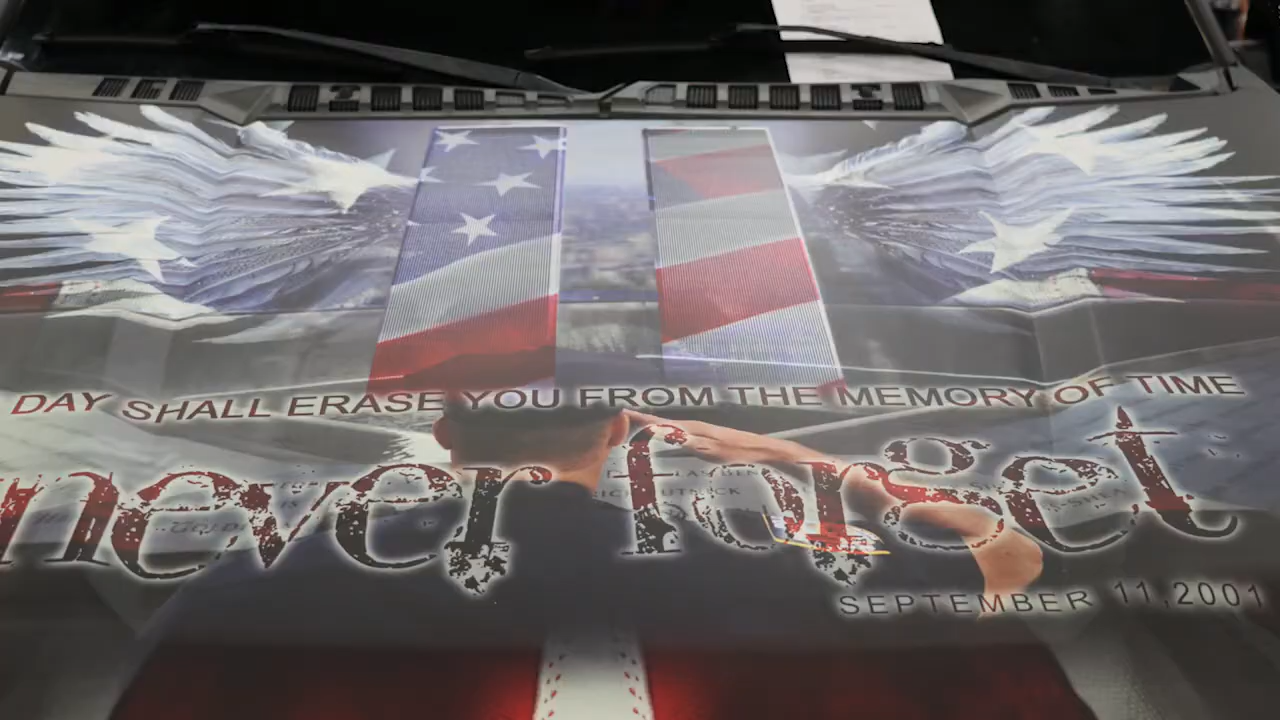 DAY SHALL ERASE YOU FROM THE MEMORY OF TIME
never forget
SEPTEMBER 11,2001